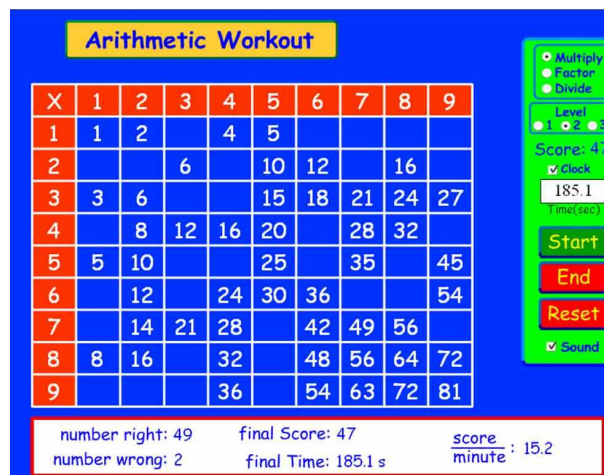 Arithmetic Workout
X 1 2 3 4 5 6 7 8 9
1 1 2 4 5
2 6 10 12 16
3 3 6 15 18 21 24 27
4 8 12 16 20 28 32
5 5 10 25 35 45
6 12 24 30 36 54
7 14 21 28 42 49 56
8 8 16 32 48 56 64 72
9 36 54 63 72 81
Multiply
Factor
Divide
Level
1 2 3
Score: 47
Clock
185.1
Time(sec)
Start
End
Reset
Sound
number right: 49
final Score: 47
score
minute : 15.2
number wrong: 2
final Time: 185.1 s